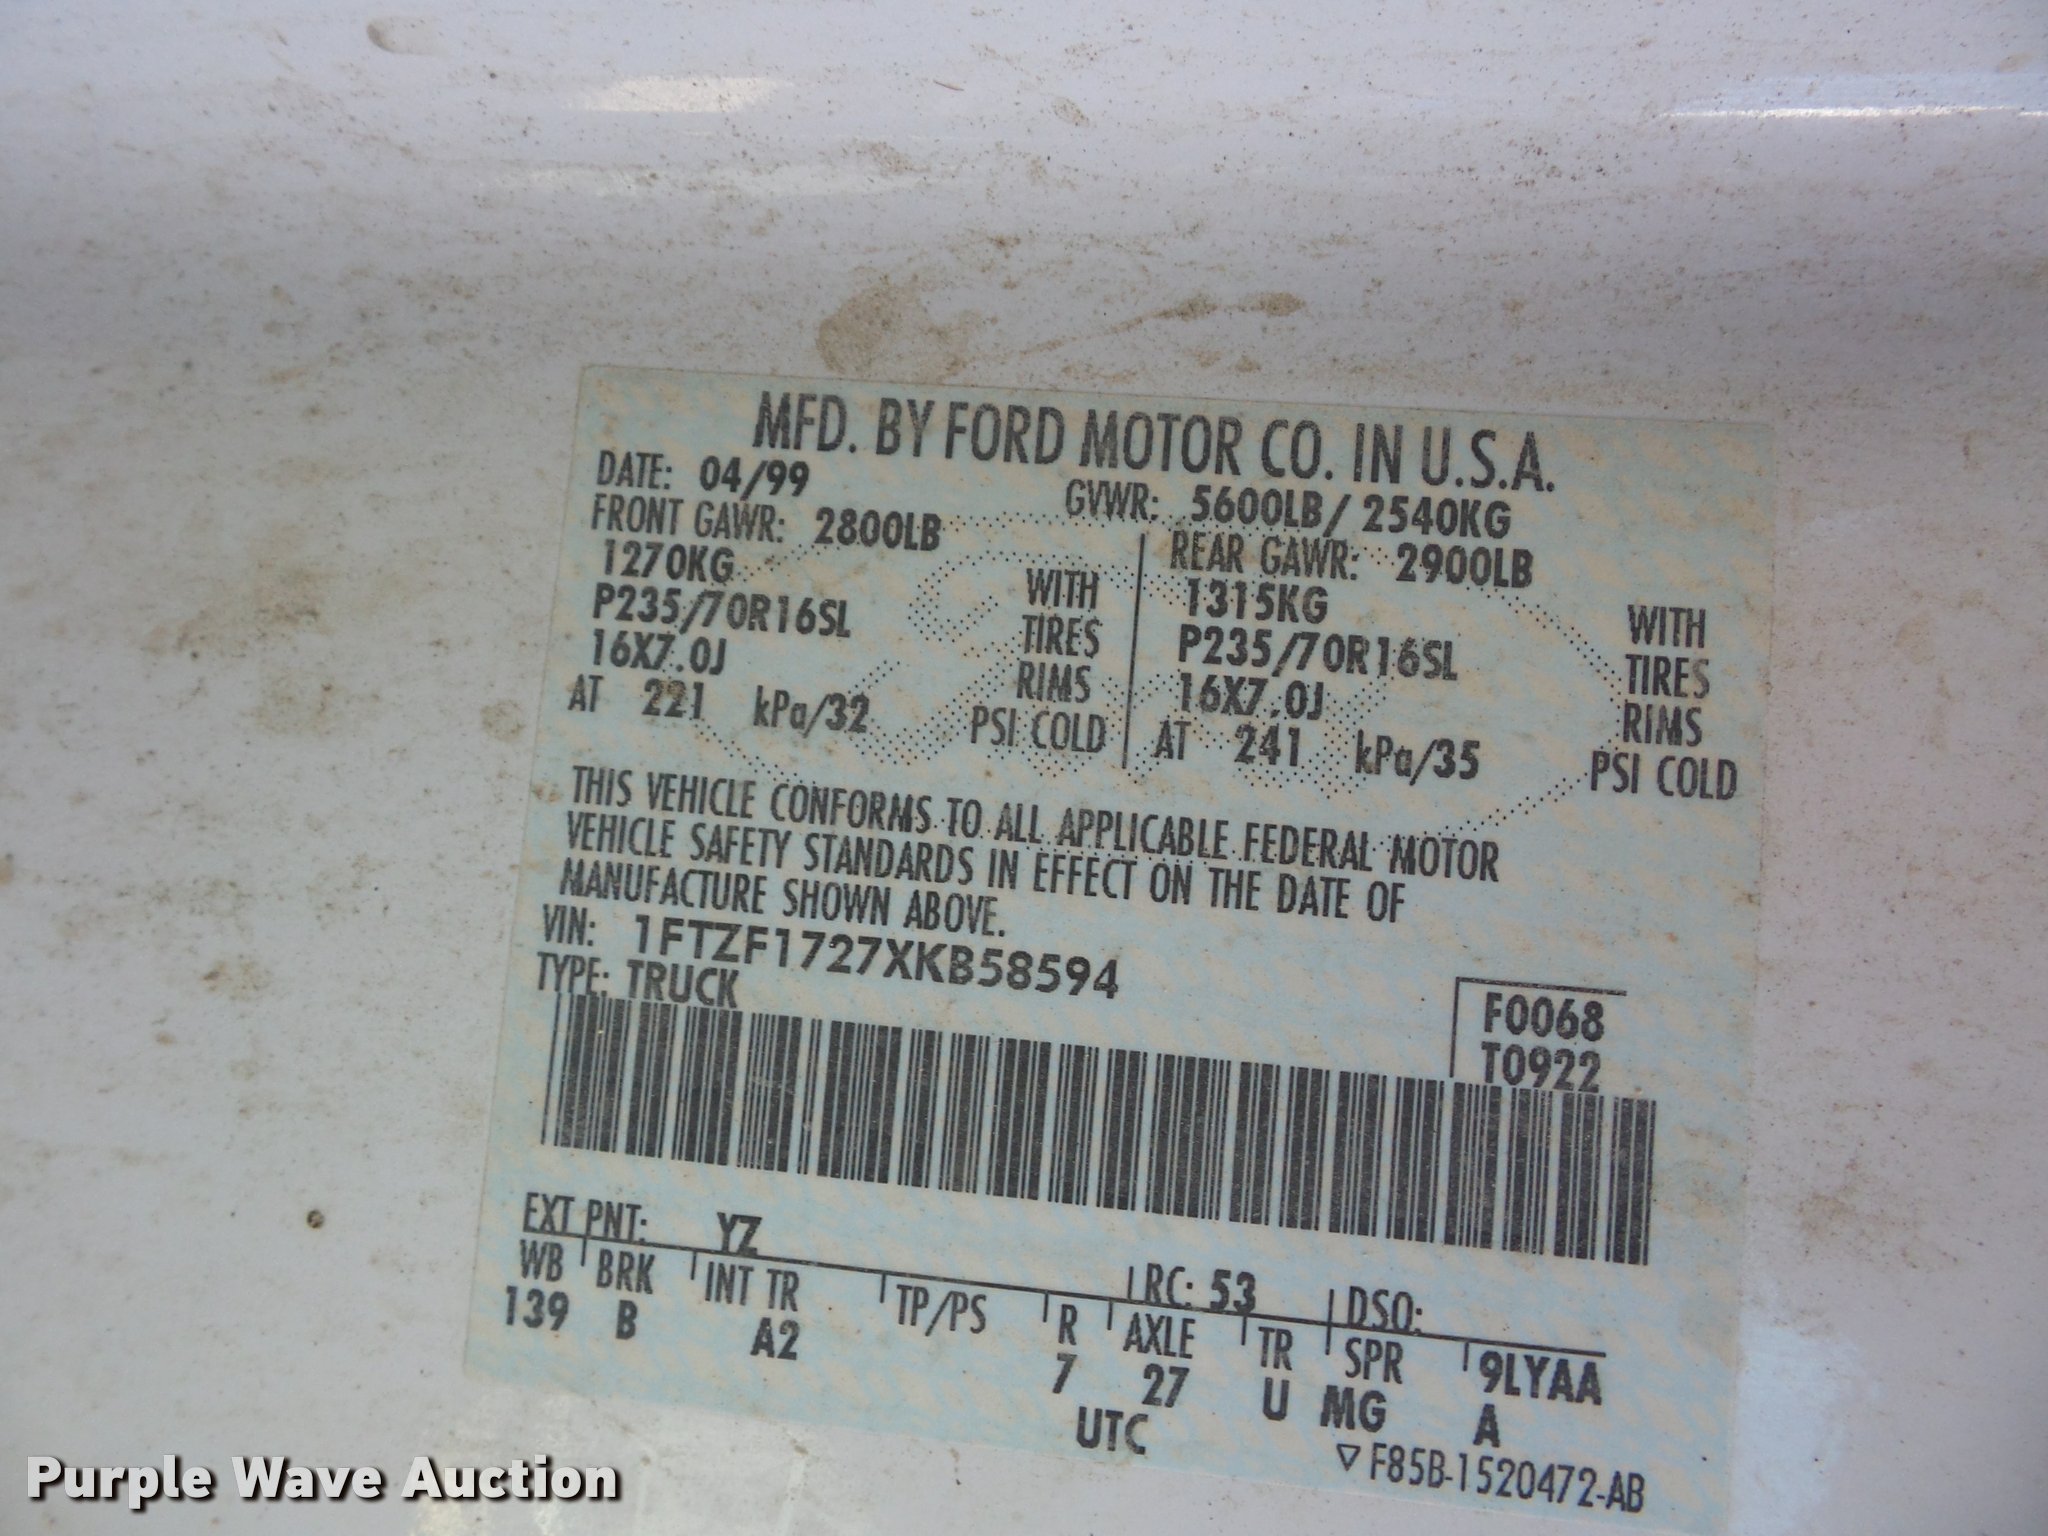 MFD. BY FORD MOTOR CO. IN U.S.A.
DATE: 04/99 GVWR: 5600LB/ 2540KG
FRONT GAWR: 2800LB REAR GAWR: 2900LB
1270KG WITH 1315KG WITH
P235/70R16SL TIRES P235/70R16SL TIRES
16X7.0J RIMS 16X7.0J RIMS
AT 221 kPa/32 PSI COLD AT 241 kPa/35 PSI COLD
THIS VEHICLE CONFORMS TO ALL APPLICABLE FEDERAL MOTOR
VEHICLE SAFETY STANDARDS IN EFFECT ON THE DATE OF
MANUFACTURE SHOWN ABOVE.
VIN: 1FTZF1727XKB58594
TYPE: TRUCK
F0068
T0922
EXT PNT: YZ RC: 53 DSO:
WB BRK INT TR TP/PS R AXLE TR SPR 9LYAA
139 B A2 7 27 U MG A
UTC
▽ F85B-1520472-AB
Purple Wave Auction